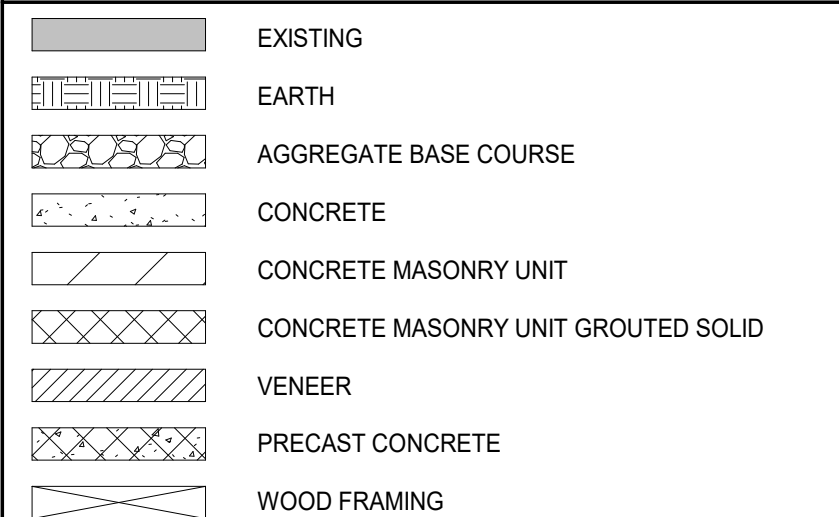 EXISTING
EARTH
AGGREGATE BASE COURSE
CONCRETE
CONCRETE MASONRY UNIT
CONCRETE MASONRY UNIT GROUTED SOLID
VENEER
PRECAST CONCRETE
WOOD FRAMING